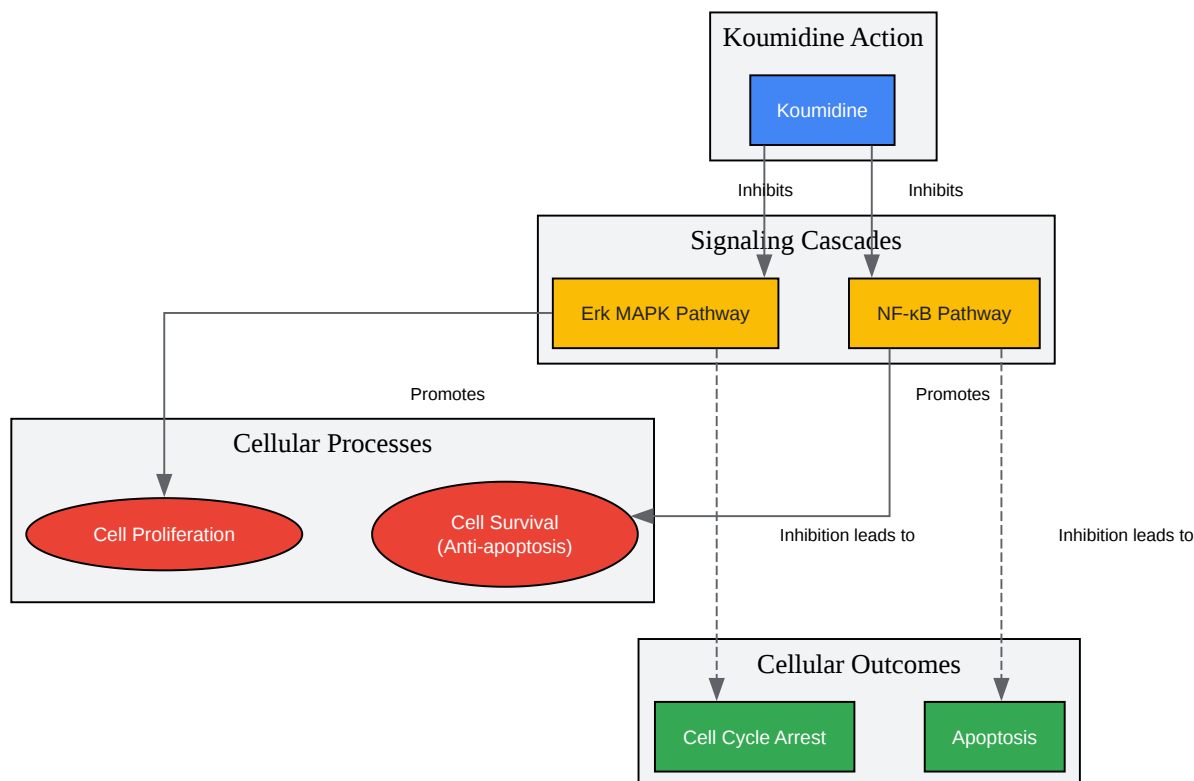 Koumidine Action
Koumidine
Inhibits
Inhibits
Signaling Cascades
Erk MAPK Pathway
NF-κB Pathway
Promotes
Promotes
Cellular Processes
Cell Proliferation
Cell Survival
(Anti-apoptosis)
Inhibition leads to
Inhibition leads to
Cellular Outcomes
Cell Cycle Arrest
Apoptosis